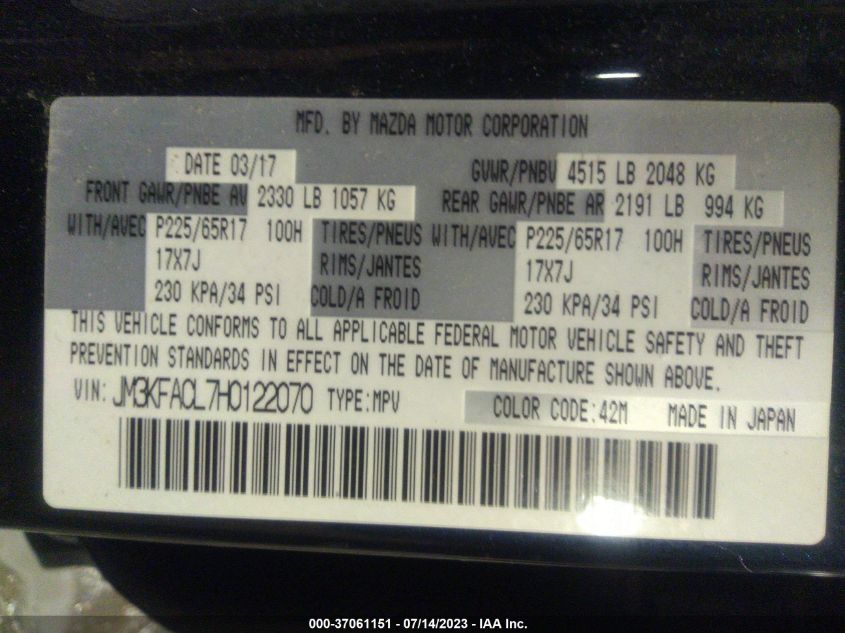 MFD. BY MAZDA MOTOR CORPORATION
DATE 03/17 GVWR/PNBV 4515 LB 2048 KG
FRONT GAWR/PNBE AV 2330 LB 1057 KG REAR GAWR/PNBE AR 2191 LB 994 KG
WITH/AVEC P225/65R17 100H TIRES/PNEUS WITH/AVEC P225/65R17 100H TIRES/PNEUS
17X7J RIMS/JANTES 17X7J RIMS/JANTES
230 KPA/34 PSI COLD/A FROID 230 KPA/34 PSI COLD/A FROID
THIS VEHICLE CONFORMS TO ALL APPLICABLE FEDERAL MOTOR VEHICLE SAFETY AND THEFT
PREVENTION STANDARDS IN EFFECT ON THE DATE OF MANUFACTURE SHOWN ABOVE.
VIN: JM3KFACL7H0122070 TYPE:MPV COLOR CODE:42M MADE IN JAPAN
000-37061151 - 07/14/2023 - IAA Inc.